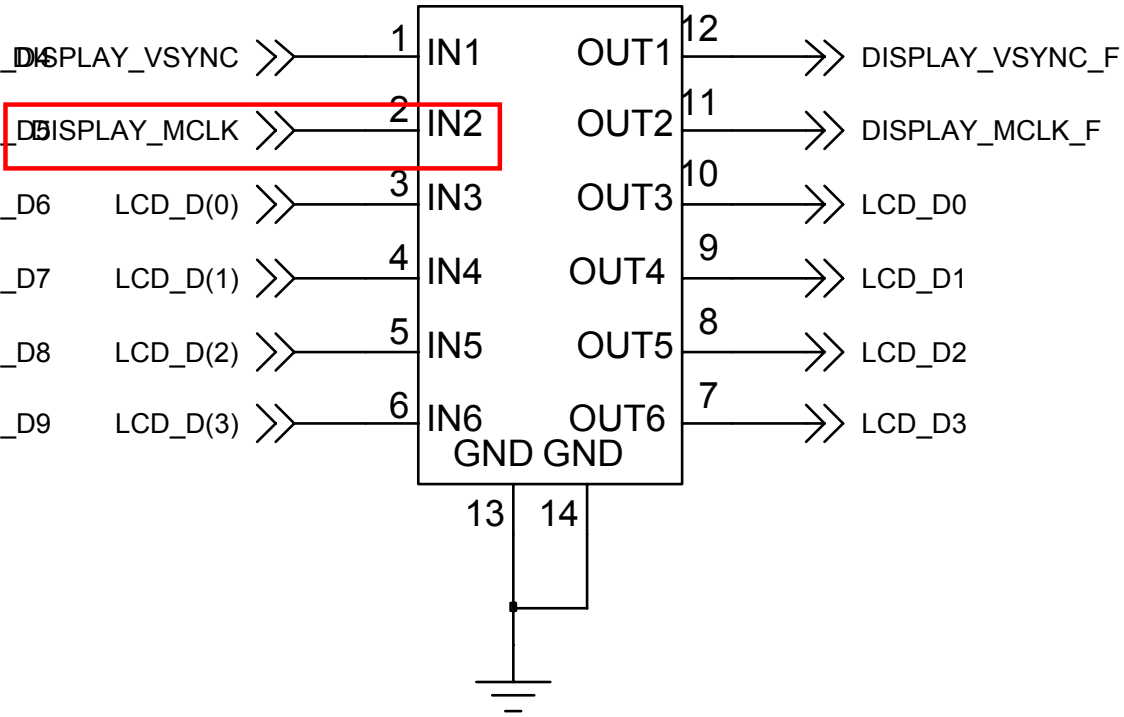 _D4 DISPLAY_VSYNC 1 IN1 OUT1 12 DISPLAY_VSYNC_F
_D5 DISPLAY_MCLK 2 IN2 OUT2 11 DISPLAY_MCLK_F
_D6 LCD_D(0) 3 IN3 OUT3 10 LCD_D0
_D7 LCD_D(1) 4 IN4 OUT4 9 LCD_D1
_D8 LCD_D(2) 5 IN5 OUT5 8 LCD_D2
_D9 LCD_D(3) 6 IN6 OUT6 7 LCD_D3
GND GND
13 14